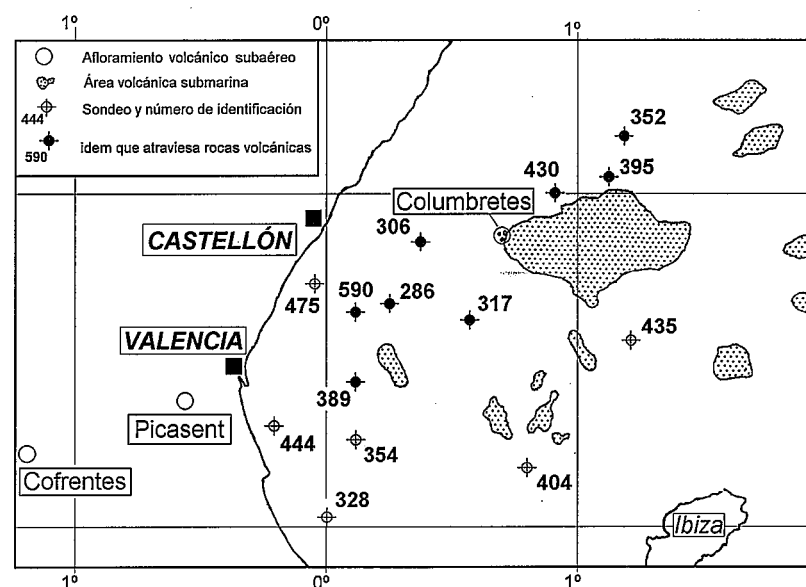 1º 0º 1º
Afloramiento volcánico subaéreo
Área volcánica submarina
Sondeo y número de identificación
444
idem que atraviesa rocas volcánicas
590
352
395
430
Columbretes
306
CASTELLÓN
475
590
286
317
435
VALENCIA
389
Picasent
444
354
404
Cofrentes
328
Ibiza
1º 0º 1º